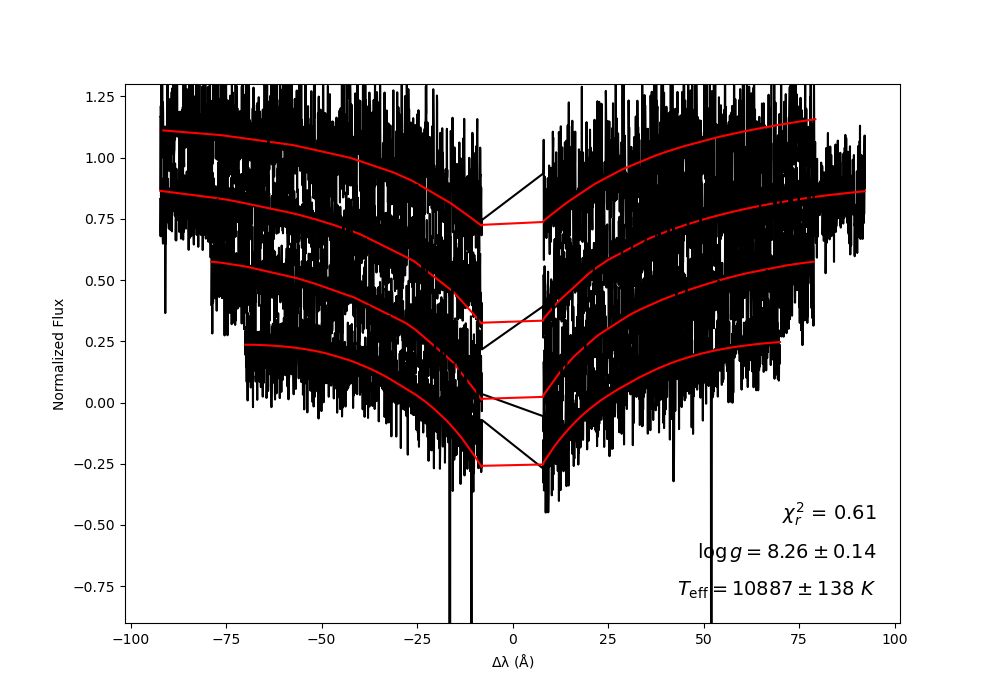 1.25
1.00
0.75
0.50
0.25
0.00
−0.25
−0.50
−0.75
Normalized Flux
χ²ᵣ = 0.61
log g = 8.26 ± 0.14
T_eff = 10887 ± 138 K
−100 −75 −50 −25 0 25 50 75 100
Δλ (Å)